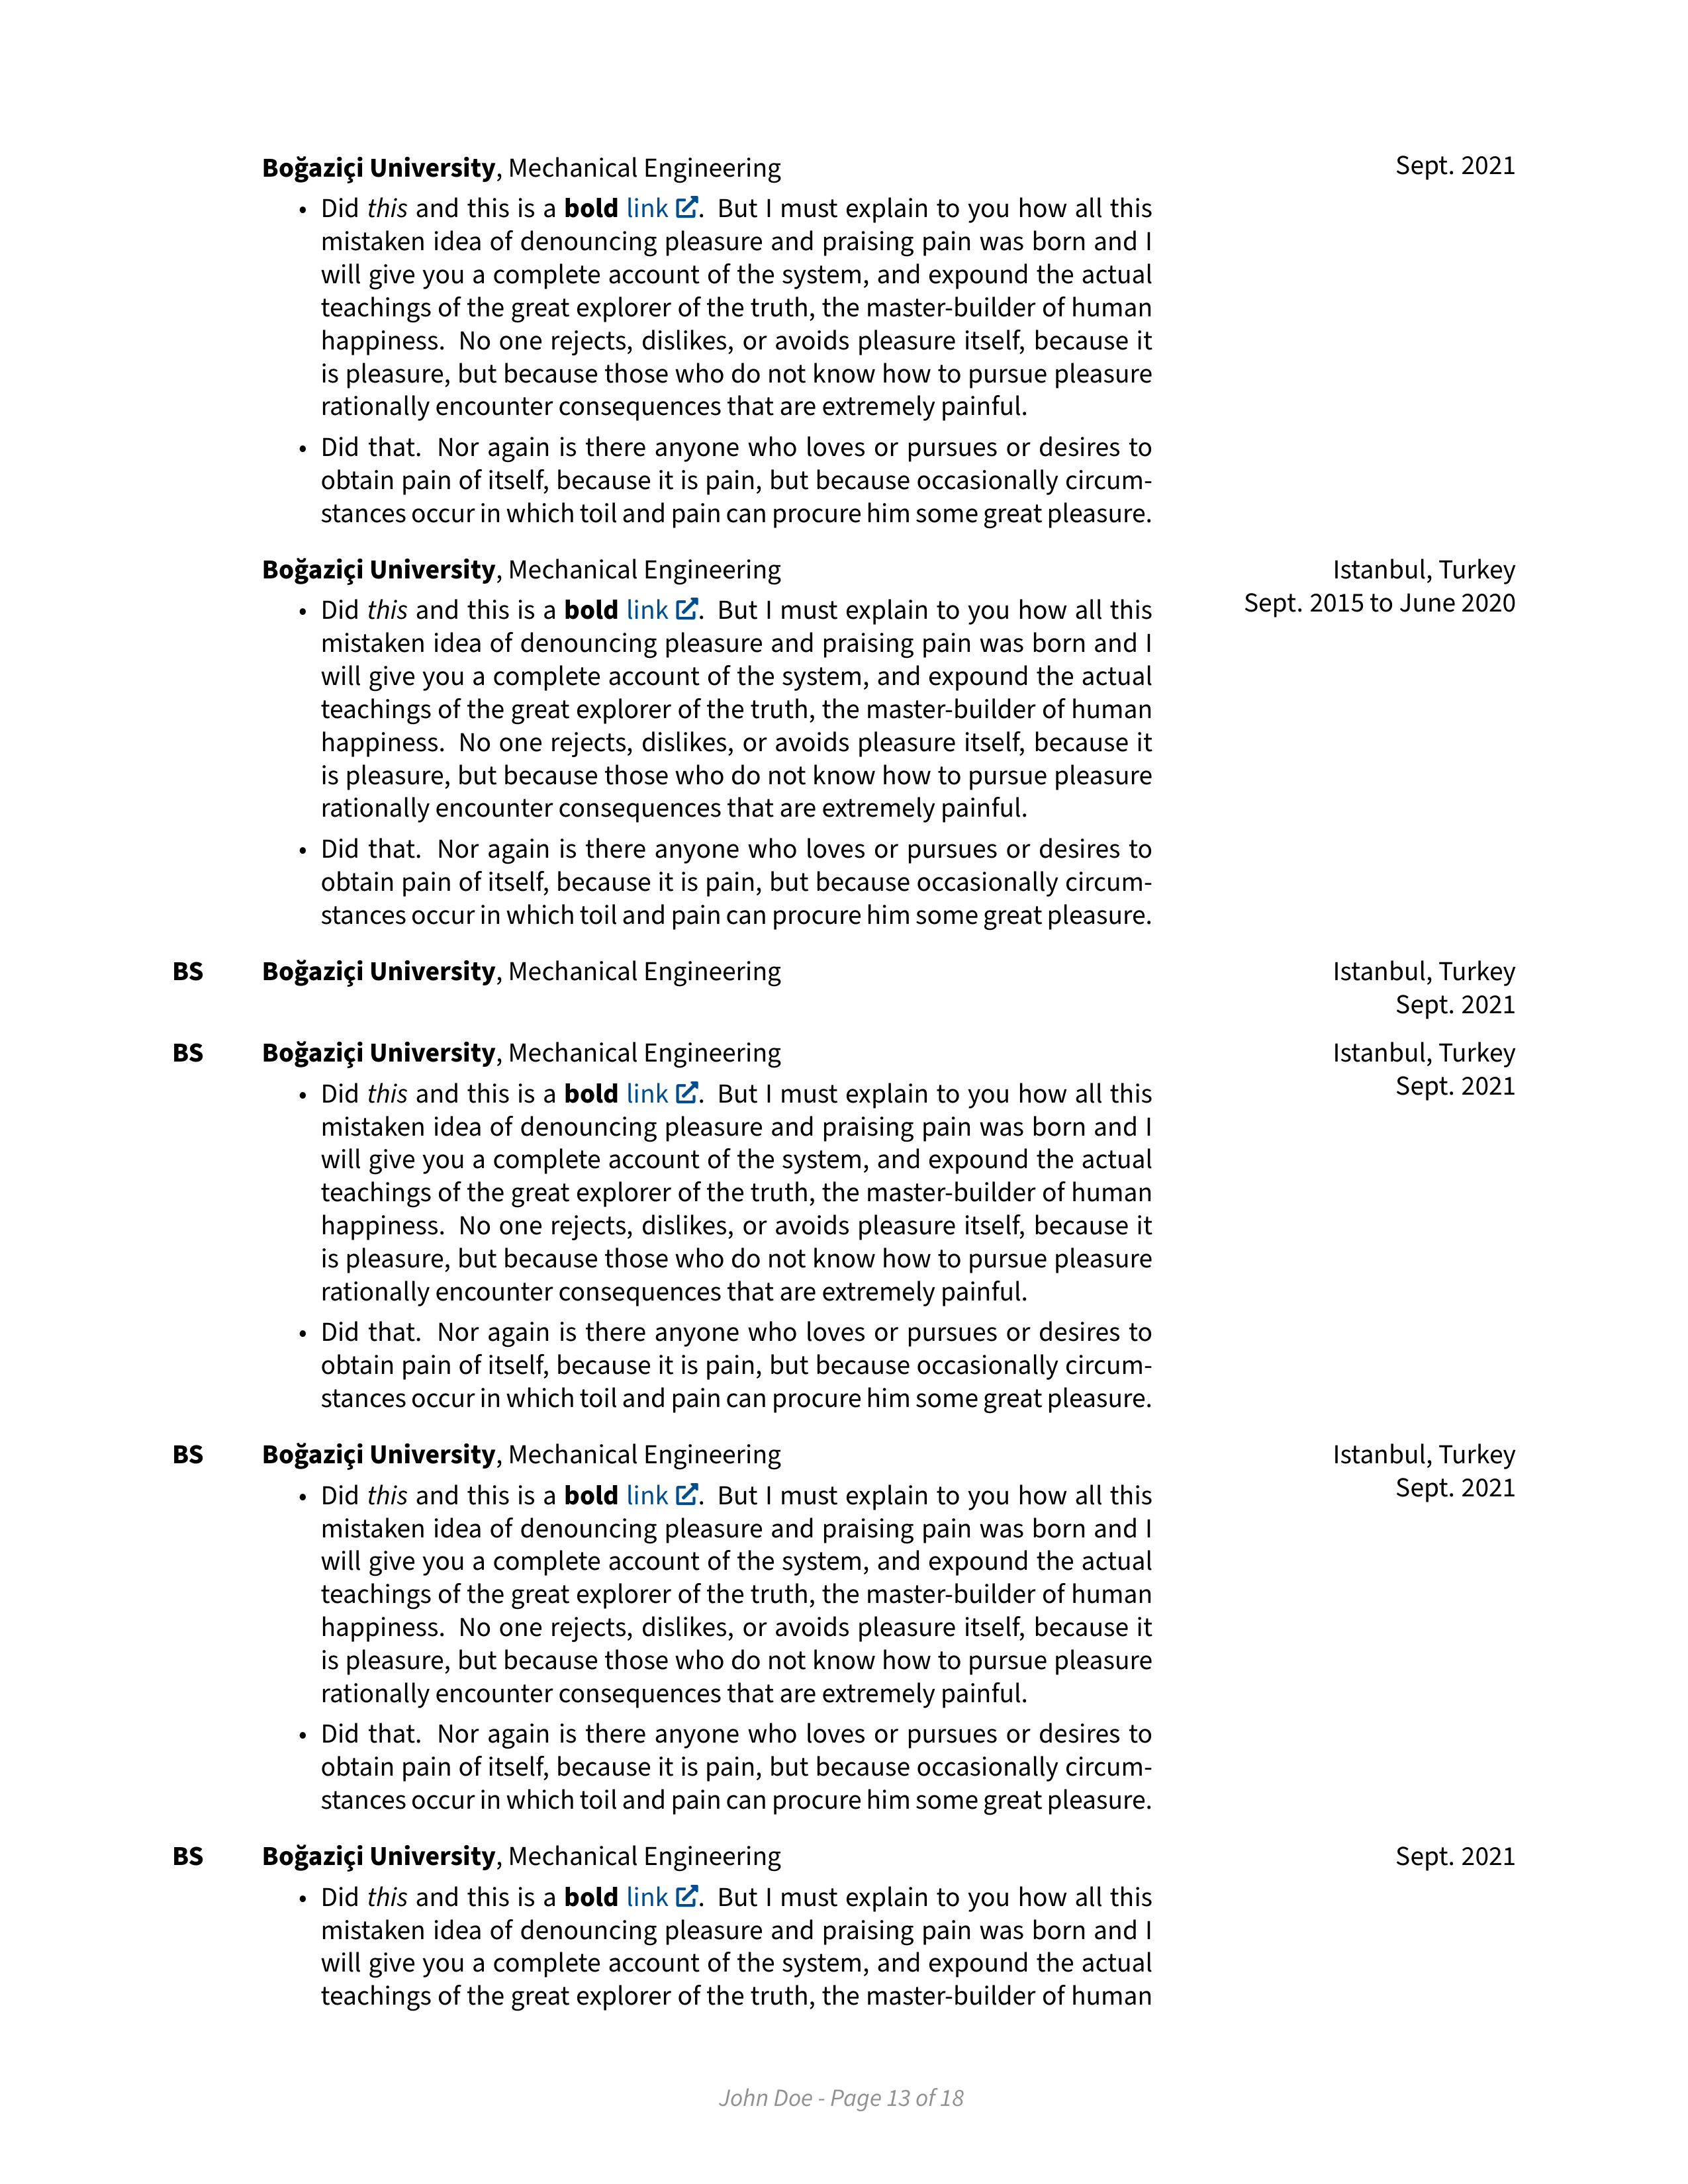 Boğaziçi University, Mechanical Engineering Sept. 2021
• Did this and this is a bold link. But I must explain to you how all this
mistaken idea of denouncing pleasure and praising pain was born and I
will give you a complete account of the system, and expound the actual
teachings of the great explorer of the truth, the master-builder of human
happiness. No one rejects, dislikes, or avoids pleasure itself, because it
is pleasure, but because those who do not know how to pursue pleasure
rationally encounter consequences that are extremely painful.
• Did that. Nor again is there anyone who loves or pursues or desires to
obtain pain of itself, because it is pain, but because occasionally circum-
stances occur in which toil and pain can procure him some great pleasure.
Boğaziçi University, Mechanical Engineering Istanbul, Turkey
Sept. 2015 to June 2020
• Did this and this is a bold link. But I must explain to you how all this
mistaken idea of denouncing pleasure and praising pain was born and I
will give you a complete account of the system, and expound the actual
teachings of the great explorer of the truth, the master-builder of human
happiness. No one rejects, dislikes, or avoids pleasure itself, because it
is pleasure, but because those who do not know how to pursue pleasure
rationally encounter consequences that are extremely painful.
• Did that. Nor again is there anyone who loves or pursues or desires to
obtain pain of itself, because it is pain, but because occasionally circum-
stances occur in which toil and pain can procure him some great pleasure.
BS Boğaziçi University, Mechanical Engineering Istanbul, Turkey
Sept. 2021
BS Boğaziçi University, Mechanical Engineering Istanbul, Turkey
Sept. 2021
• Did this and this is a bold link. But I must explain to you how all this
mistaken idea of denouncing pleasure and praising pain was born and I
will give you a complete account of the system, and expound the actual
teachings of the great explorer of the truth, the master-builder of human
happiness. No one rejects, dislikes, or avoids pleasure itself, because it
is pleasure, but because those who do not know how to pursue pleasure
rationally encounter consequences that are extremely painful.
• Did that. Nor again is there anyone who loves or pursues or desires to
obtain pain of itself, because it is pain, but because occasionally circum-
stances occur in which toil and pain can procure him some great pleasure.
BS Boğaziçi University, Mechanical Engineering Istanbul, Turkey
Sept. 2021
• Did this and this is a bold link. But I must explain to you how all this
mistaken idea of denouncing pleasure and praising pain was born and I
will give you a complete account of the system, and expound the actual
teachings of the great explorer of the truth, the master-builder of human
happiness. No one rejects, dislikes, or avoids pleasure itself, because it
is pleasure, but because those who do not know how to pursue pleasure
rationally encounter consequences that are extremely painful.
• Did that. Nor again is there anyone who loves or pursues or desires to
obtain pain of itself, because it is pain, but because occasionally circum-
stances occur in which toil and pain can procure him some great pleasure.
BS Boğaziçi University, Mechanical Engineering Sept. 2021
• Did this and this is a bold link. But I must explain to you how all this
mistaken idea of denouncing pleasure and praising pain was born and I
will give you a complete account of the system, and expound the actual
teachings of the great explorer of the truth, the master-builder of human
John Doe - Page 13 of 18